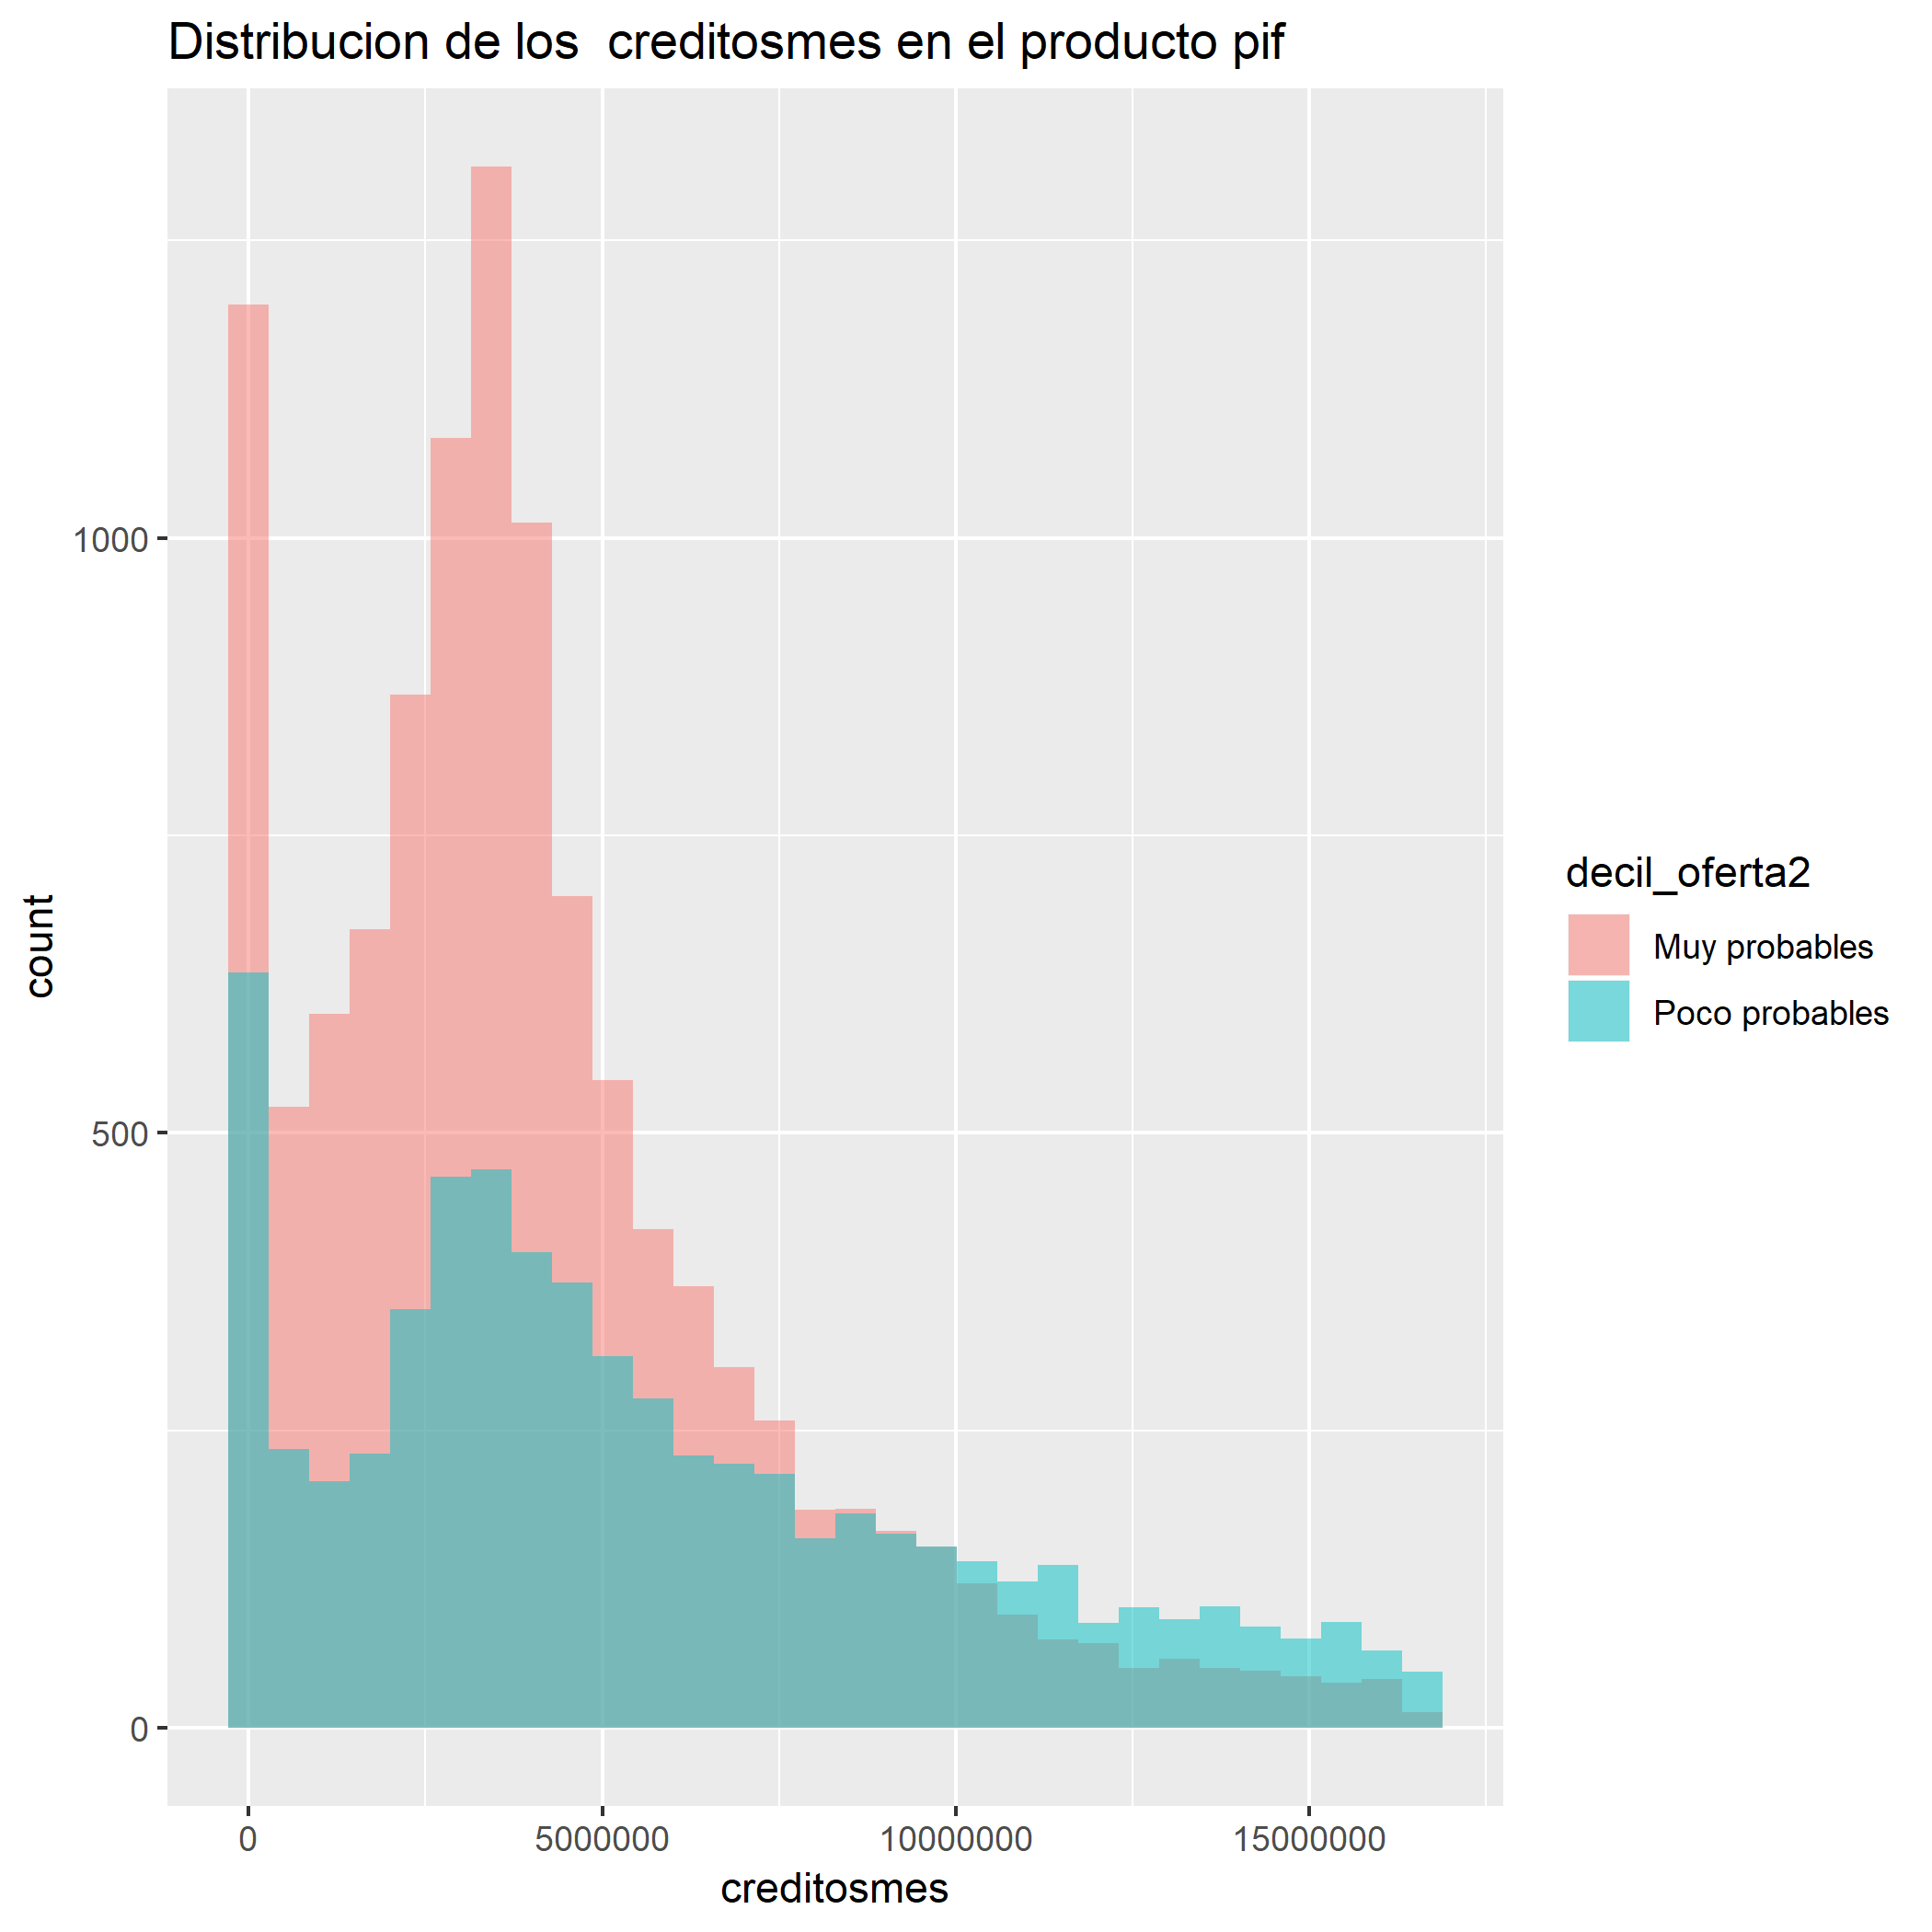 Distribucion de los  creditosmes en el producto pif
1000
500
0
count
0 5000000 10000000 15000000
creditosmes
decil_oferta2
Muy probables
Poco probables